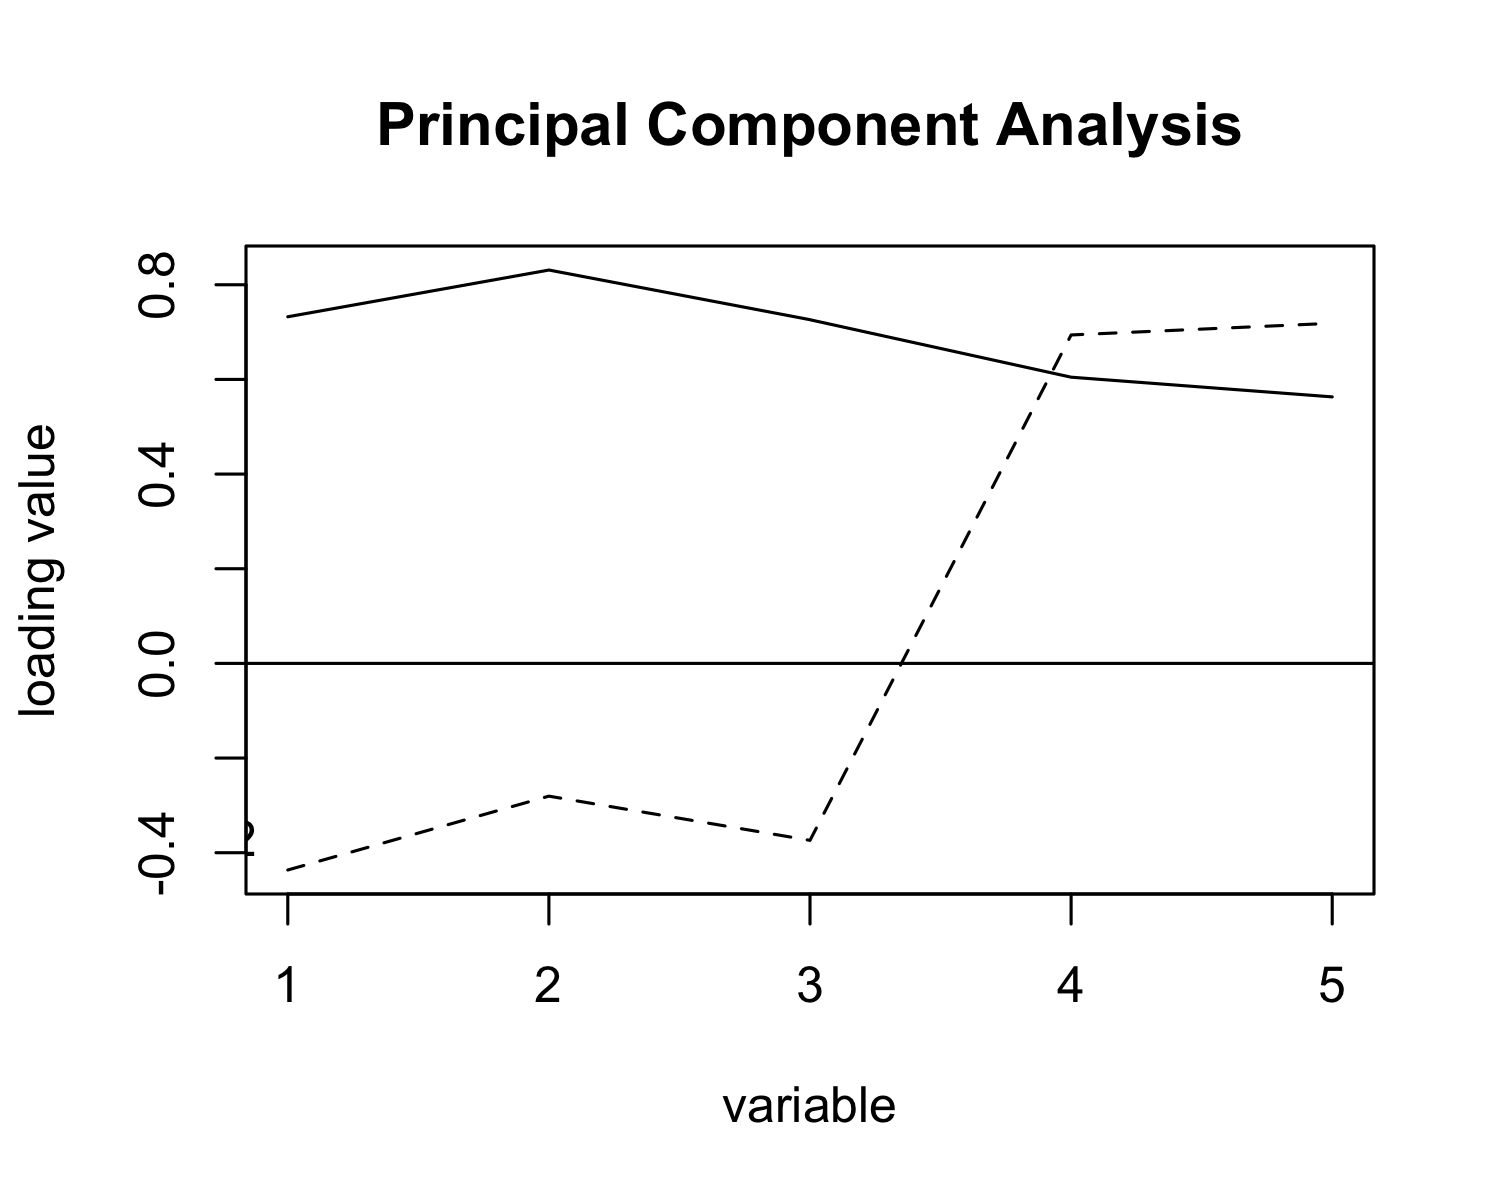 Principal Component Analysis
loading value
0.8
0.4
0.0
-0.4
1 2 3 4 5
variable